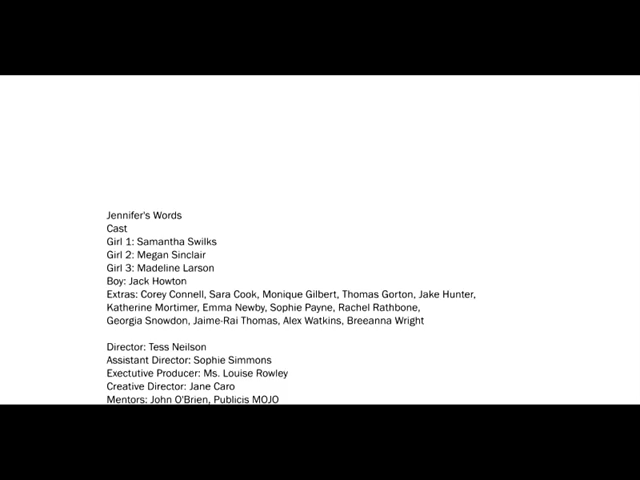 Jennifer's Words
Cast
Girl 1: Samantha Swilks
Girl 2: Megan Sinclair
Girl 3: Madeline Larson
Boy: Jack Howton
Extras: Corey Connell, Sara Cook, Monique Gilbert, Thomas Gorton, Jake Hunter,
Katherine Mortimer, Emma Newby, Sophie Payne, Rachel Rathbone,
Georgia Snowdon, Jaime-Rai Thomas, Alex Watkins, Breeanna Wright
Director: Tess Neilson
Assistant Director: Sophie Simmons
Exectutive Producer: Ms. Louise Rowley
Creative Director: Jane Caro
Mentors: John O'Brien, Publicis MOJO